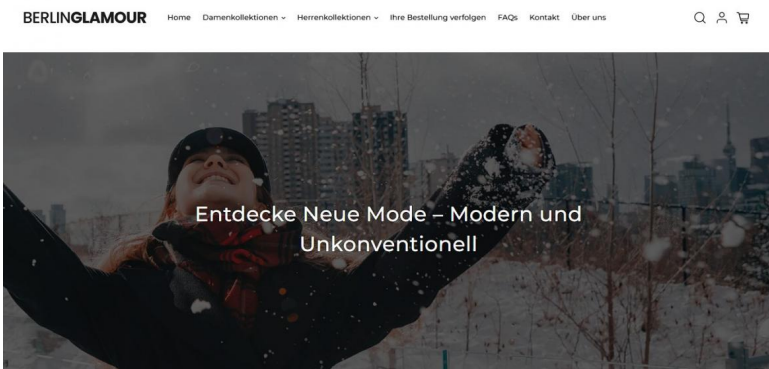 BERLINGLAMOUR Home Damenkollektionen Herrenkollektionen Ihre Bestellung verfolgen FAQs Kontakt Über uns
Entdecke Neue Mode – Modern und
Unkonventionell